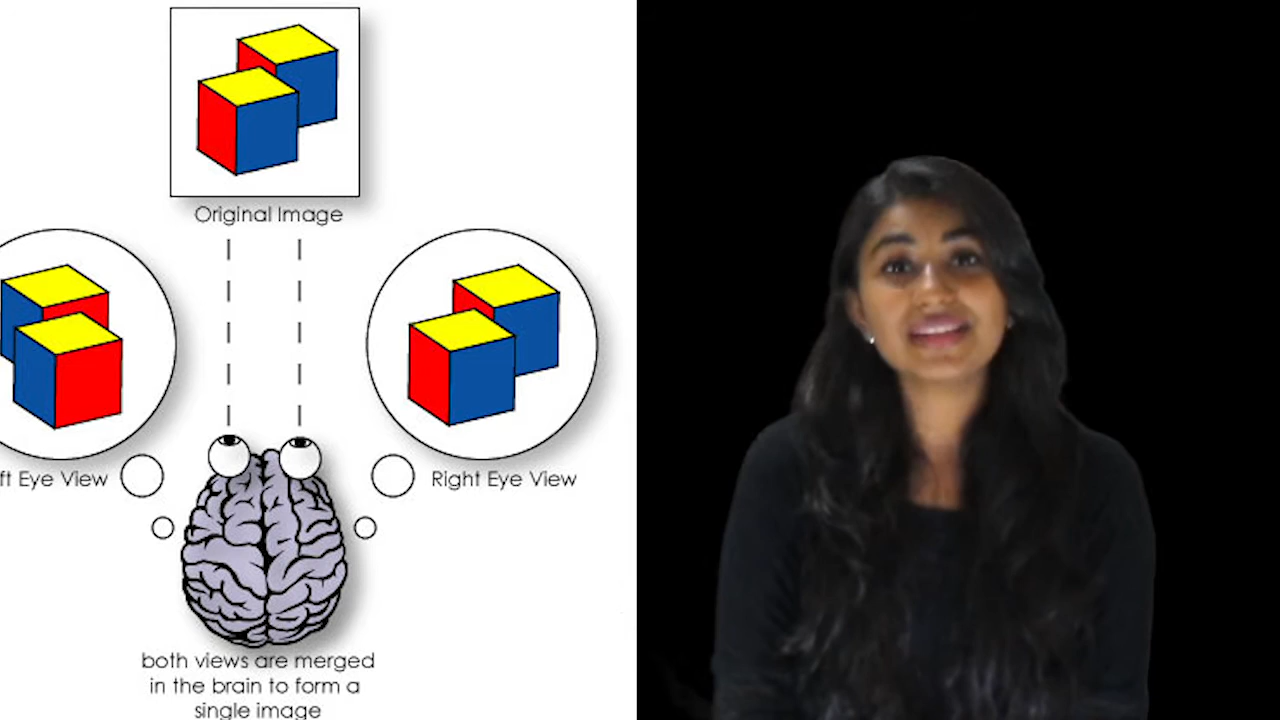 Original Image
ft Eye View
Right Eye View
both views are merged
in the brain to form a
single image